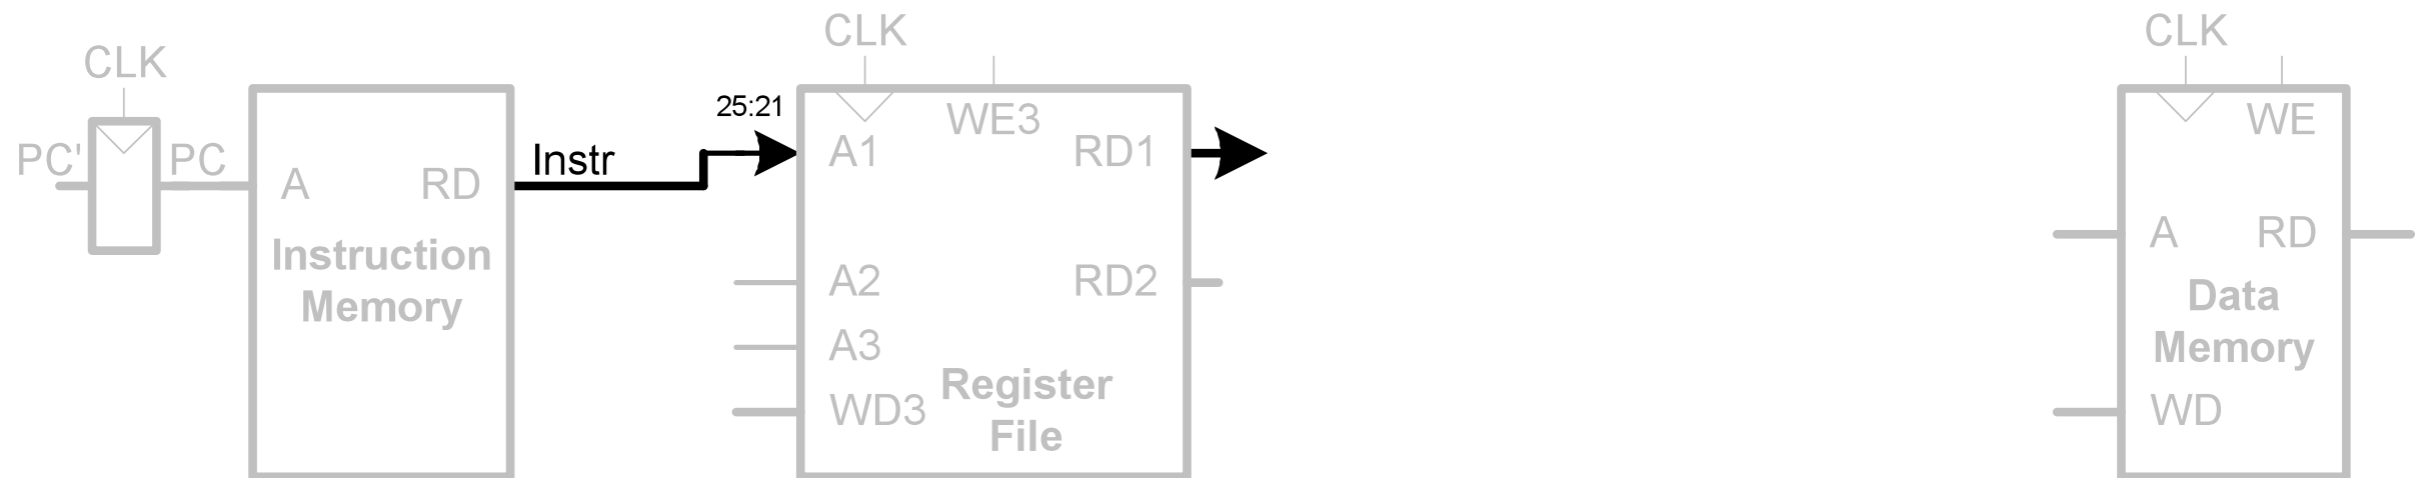 CLK
PC'
PC
A
RD
Instruction
Memory
Instr
25:21
CLK
WE3
A1
RD1
A2
RD2
A3
WD3
Register
File
CLK
WE
A
RD
Data
Memory
WD